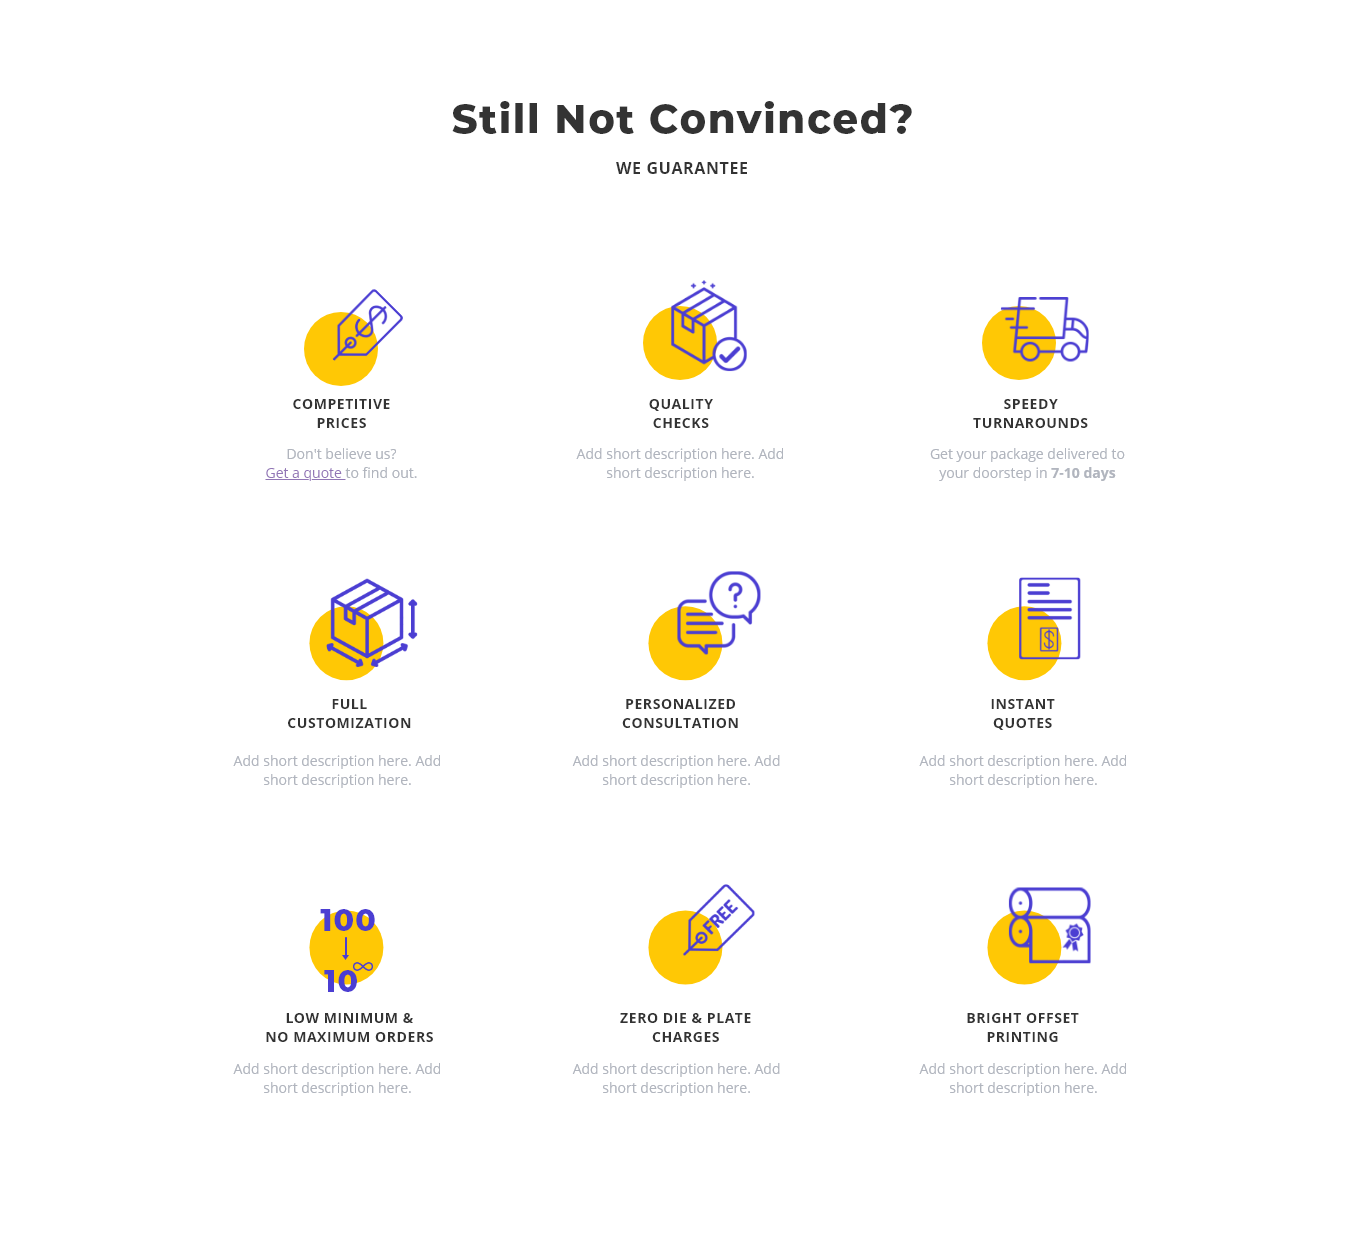 Still Not Convinced?
WE GUARANTEE
COMPETITIVE
PRICES
Don't believe us?
Get a quote to find out.
QUALITY
CHECKS
Add short description here. Add
short description here.
SPEEDY
TURNAROUNDS
Get your package delivered to
your doorstep in 7-10 days
?
FULL
CUSTOMIZATION
Add short description here. Add
short description here.
PERSONALIZED
CONSULTATION
Add short description here. Add
short description here.
$
INSTANT
QUOTES
Add short description here. Add
short description here.
100
10∞
LOW MINIMUM &
NO MAXIMUM ORDERS
Add short description here. Add
short description here.
FREE
ZERO DIE & PLATE
CHARGES
Add short description here. Add
short description here.
BRIGHT OFFSET
PRINTING
Add short description here. Add
short description here.